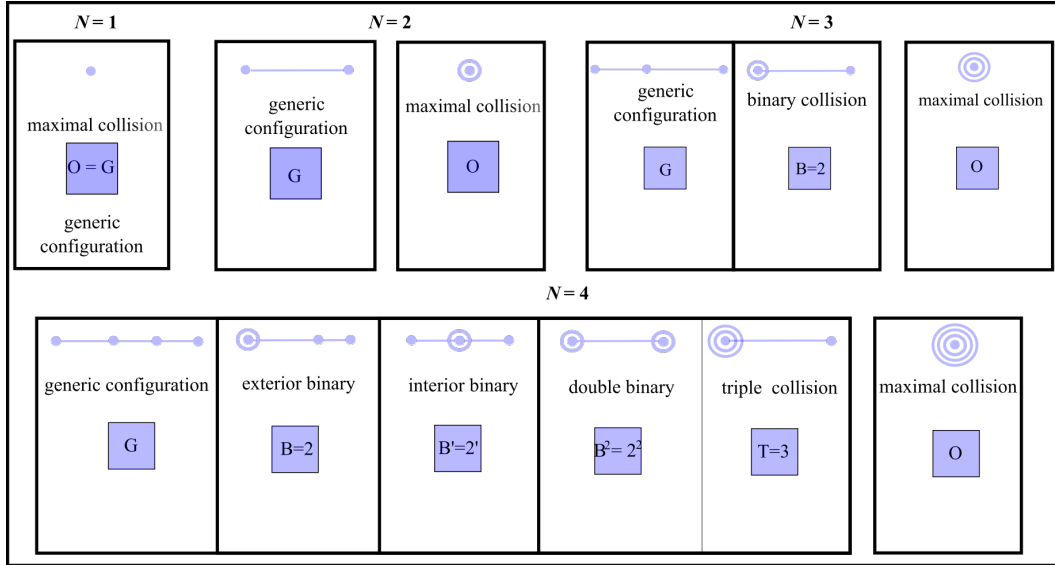 N = 1
N = 2
N = 3
maximal collision
O = G
generic
configuration
generic
configuration
G
maximal collision
O
generic
configuration
G
binary collision
B=2
maximal collision
O
N = 4
generic configuration
G
exterior binary
B=2
interior binary
B'=2'
double binary
B²= 2²
triple collision
T=3
maximal collision
O